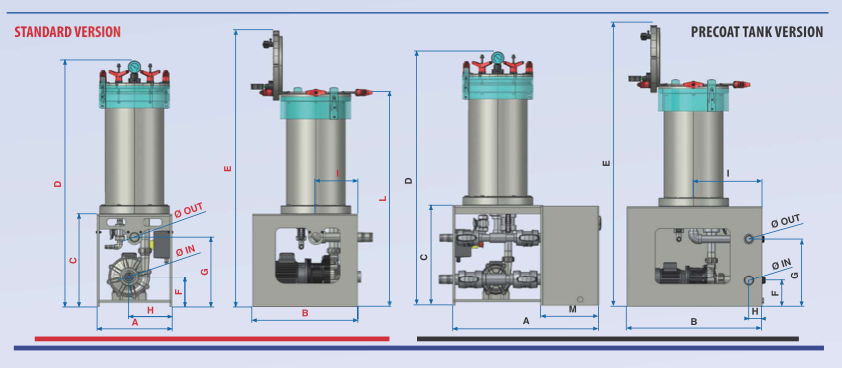 STANDARD VERSION
PRECOAT TANK VERSION
D
C
Ø OUT
Ø IN
G
F
H
A
E
I
L
B
D
C
A
M
E
I
Ø OUT
Ø IN
G
F
H
B